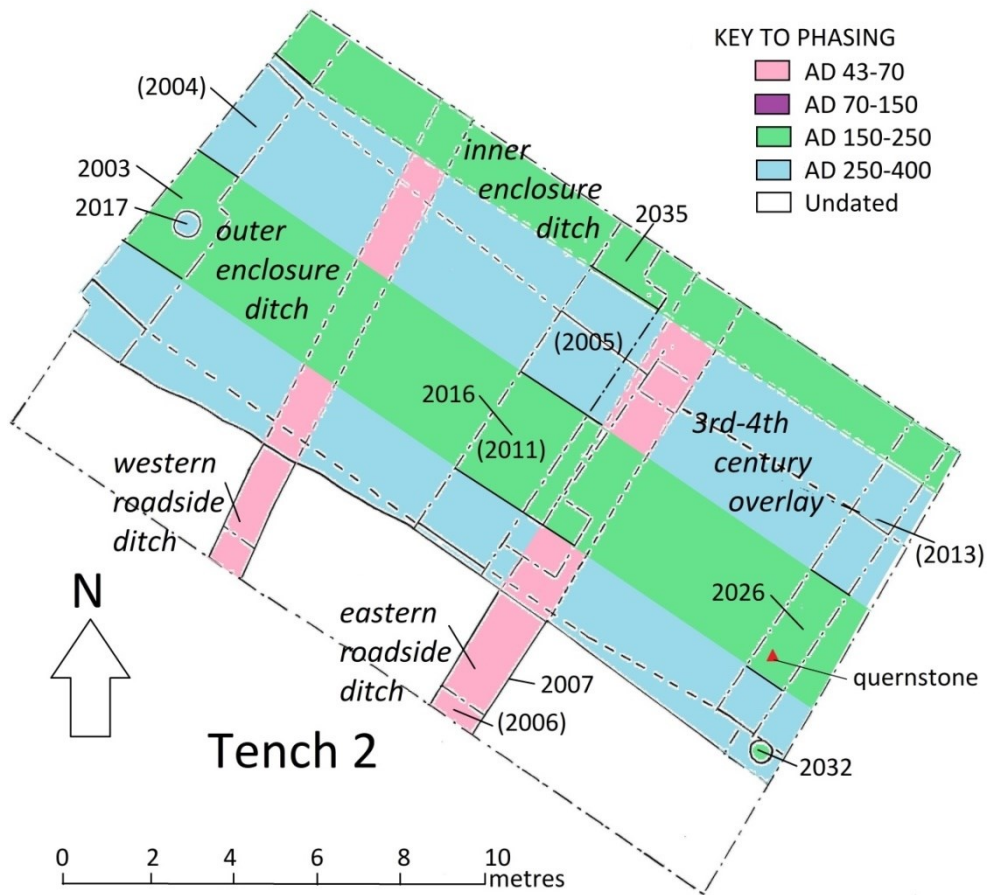 KEY TO PHASING
AD 43-70
AD 70-150
AD 150-250
AD 250-400
Undated
(2004)
2003
2017
inner
enclosure
ditch
2035
outer
enclosure
ditch
(2005)
2016
(2011)
3rd-4th
century
overlay
(2013)
western
roadside
ditch
2026
quernstone
N
eastern
roadside
ditch
2007
(2006)
2032
Tench 2
0 2 4 6 8 10
metres